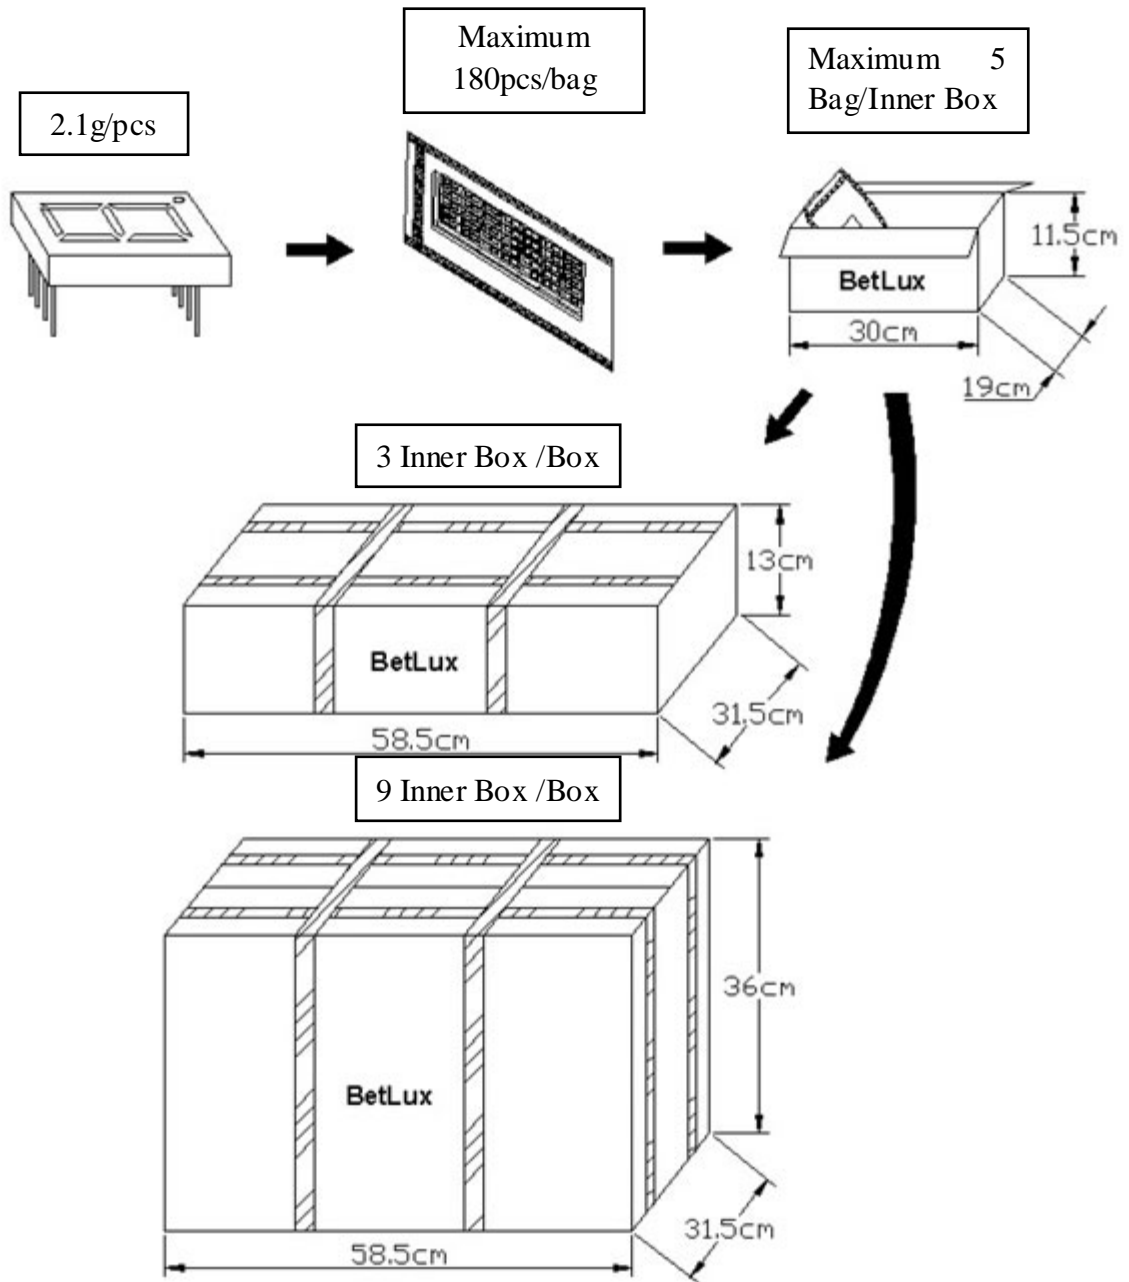 Maximum
180pcs/bag
Maximum 5
Bag/Inner Box
2.1g/pcs
11.5cm
BetLux
30cm
19cm
3 Inner Box /Box
13cm
BetLux
31.5cm
58.5cm
9 Inner Box /Box
36cm
BetLux
31.5cm
58.5cm